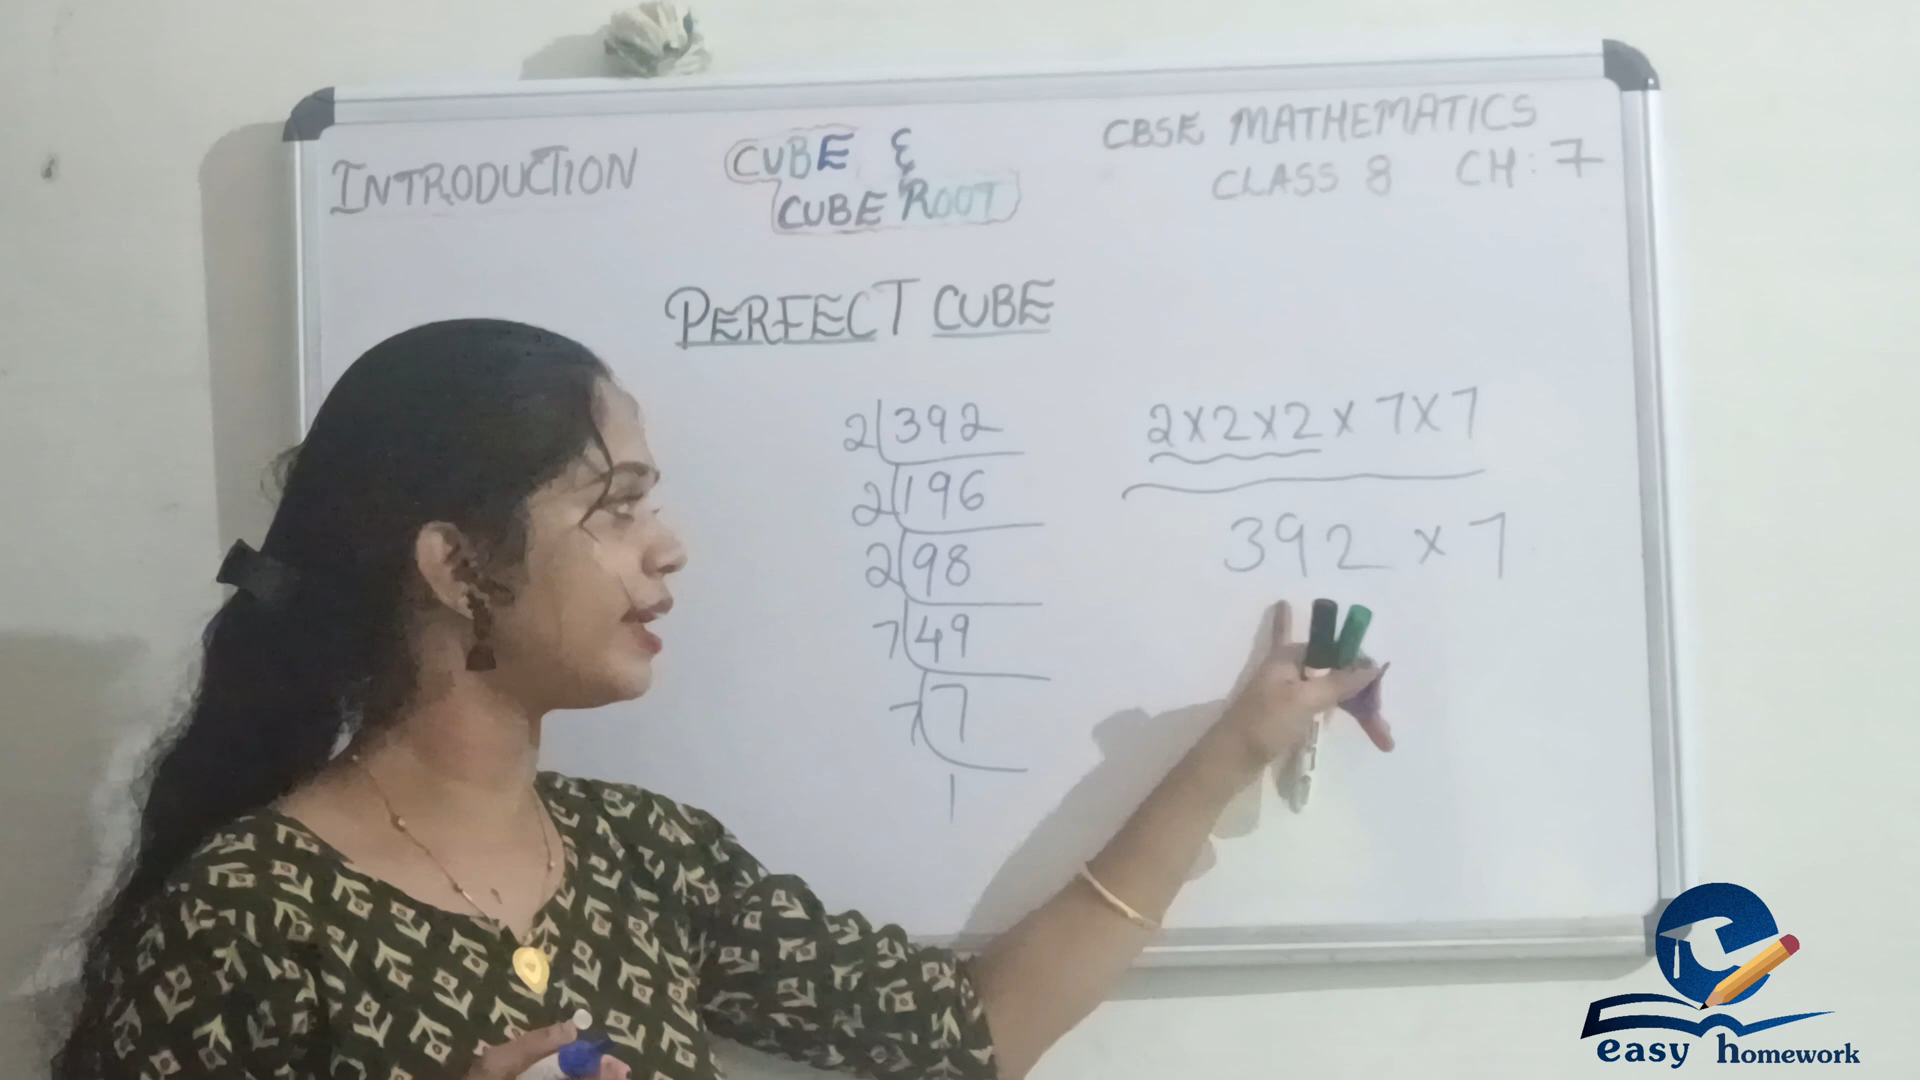 INTRODUCTION
CUBE &
CUBE ROOT
CBSE MATHEMATICS
CLASS 8 CH: 7
PERFECT CUBE
2 392
2 196
2 98
7 49
7 7
1
2×2×2×7×7
392 × 7
easy homework